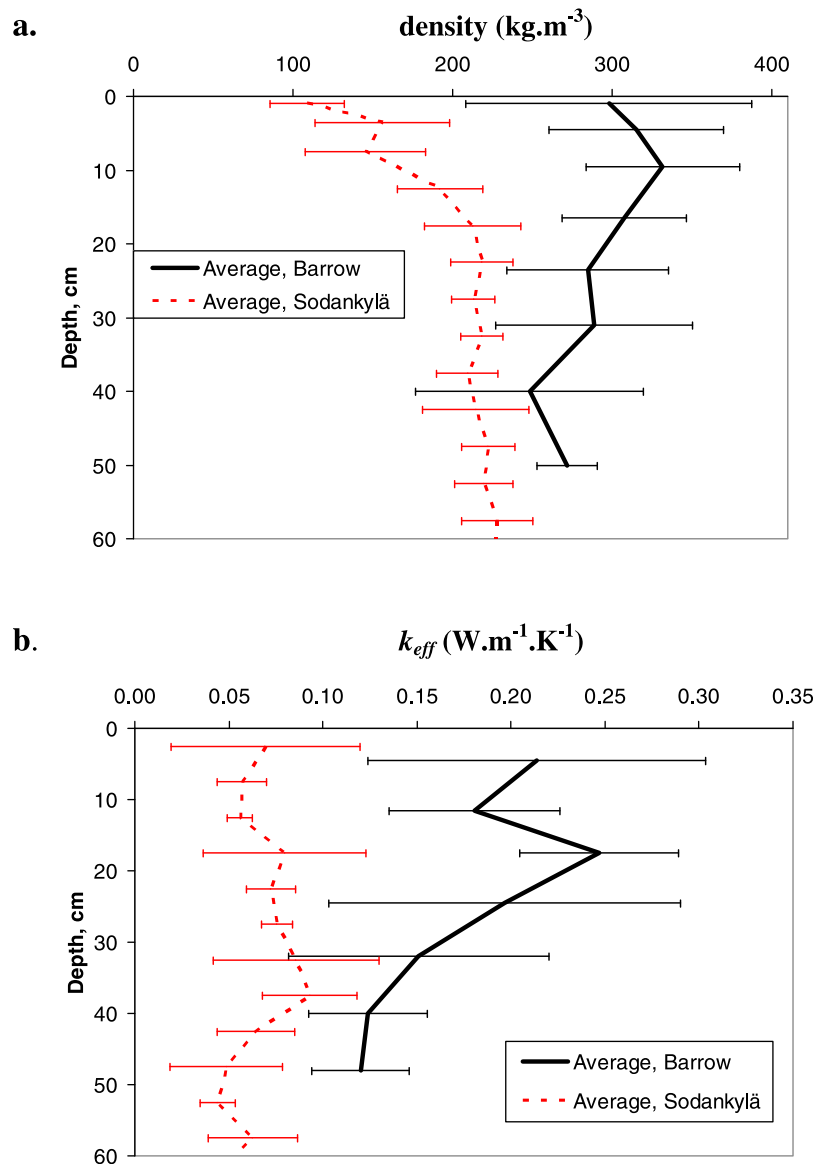 a.
density (kg.m⁻³)
0 100 200 300 400
0
10
20
30
40
50
60
Depth, cm
Average, Barrow
Average, Sodankylä
b.
k_eff (W.m⁻¹.K⁻¹)
0.00 0.05 0.10 0.15 0.20 0.25 0.30 0.35
0
10
20
30
40
50
60
Depth, cm
Average, Barrow
Average, Sodankylä